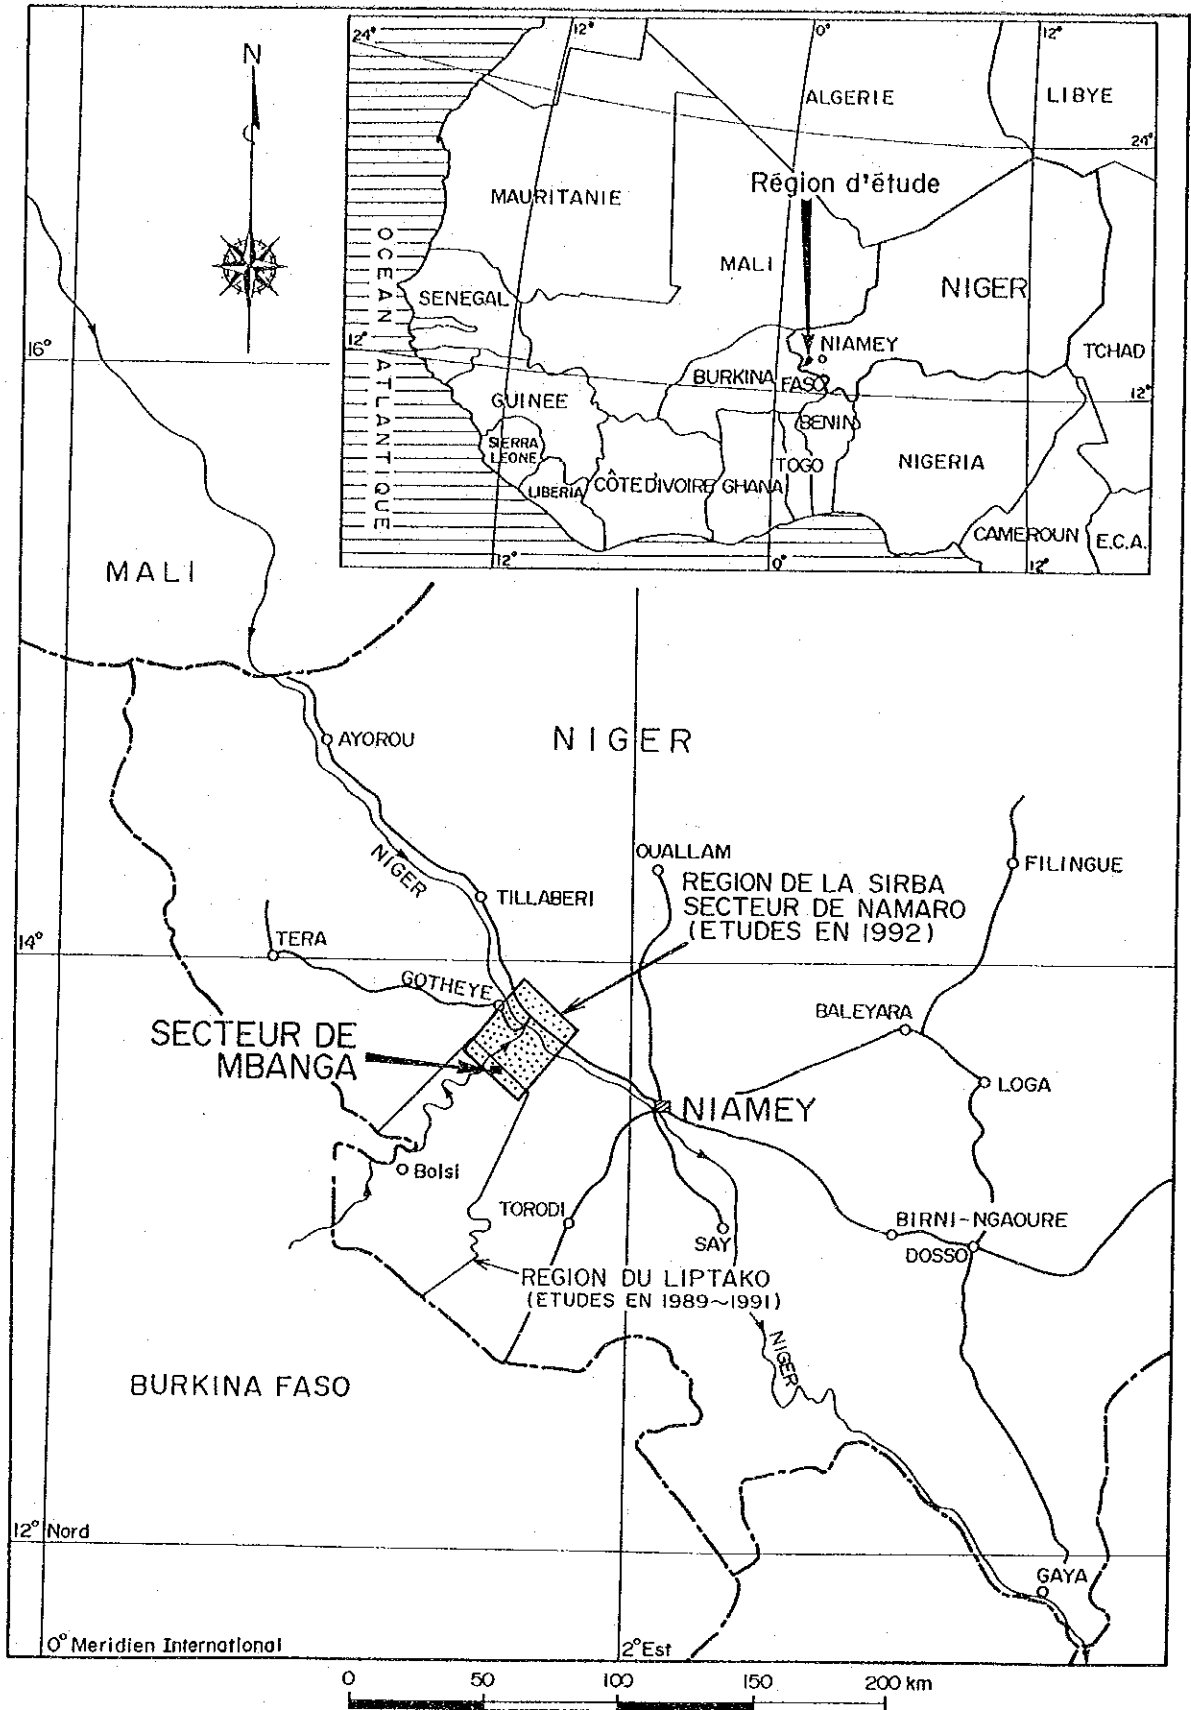 N
24°
12°
0°
12°
ALGERIE
LIBYE
24°
Région d'étude
MAURITANIE
OCEAN ATLANTIQUE
MALI
NIGER
SENEGAL
12°
NIAMEY
TCHAD
BURKINA FASO
12°
GUINEE
BENIN
SIERRA
LEONE
TOGO
NIGERIA
LIBERIA
CÔTE D'IVOIRE
GHANA
CAMEROUN
E.C.A.
12°
0°
12°
16°
MALI
AYOROU
NIGER
NIGER
OUALLAM
FILINGUE
TILLABERI
REGION DE LA SIRBA
SECTEUR DE NAMARO
(ETUDES EN 1992)
14°
TERA
GOTHEYE
SECTEUR DE
MBANGA
BALEYARA
LOGA
NIAMEY
Bolsi
TORODI
SAY
BIRNI-NGAOURE
DOSSO
REGION DU LIPTAKO
(ETUDES EN 1989~1991)
NIGER
BURKINA FASO
12° Nord
GAYA
0° Meridien International
2° Est
0 50 100 150 200 km